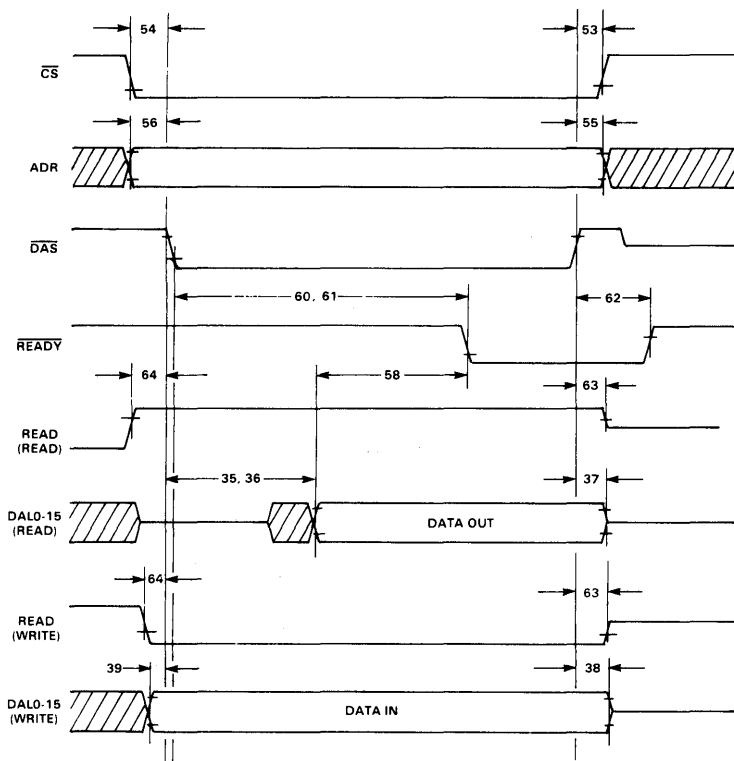 54
53
CS
56
55
ADR
DAS
60, 61
62
READY
64
58
63
READ
(READ)
35, 36
37
DAL0-15
(READ)
DATA OUT
64
63
READ
(WRITE)
39
38
DAL0-15
(WRITE)
DATA IN